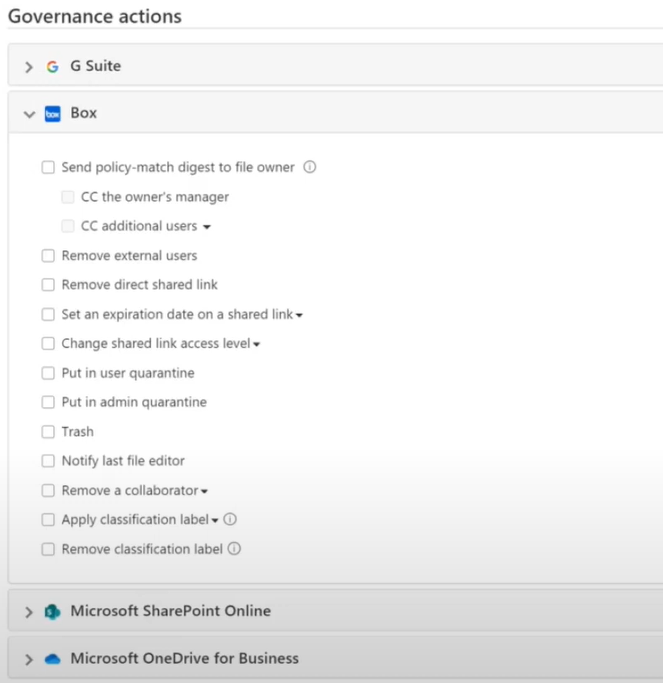 Governance actions
G Suite
box Box
Send policy-match digest to file owner
CC the owner's manager
CC additional users
Remove external users
Remove direct shared link
Set an expiration date on a shared link
Change shared link access level
Put in user quarantine
Put in admin quarantine
Trash
Notify last file editor
Remove a collaborator
Apply classification label
Remove classification label
Microsoft SharePoint Online
Microsoft OneDrive for Business